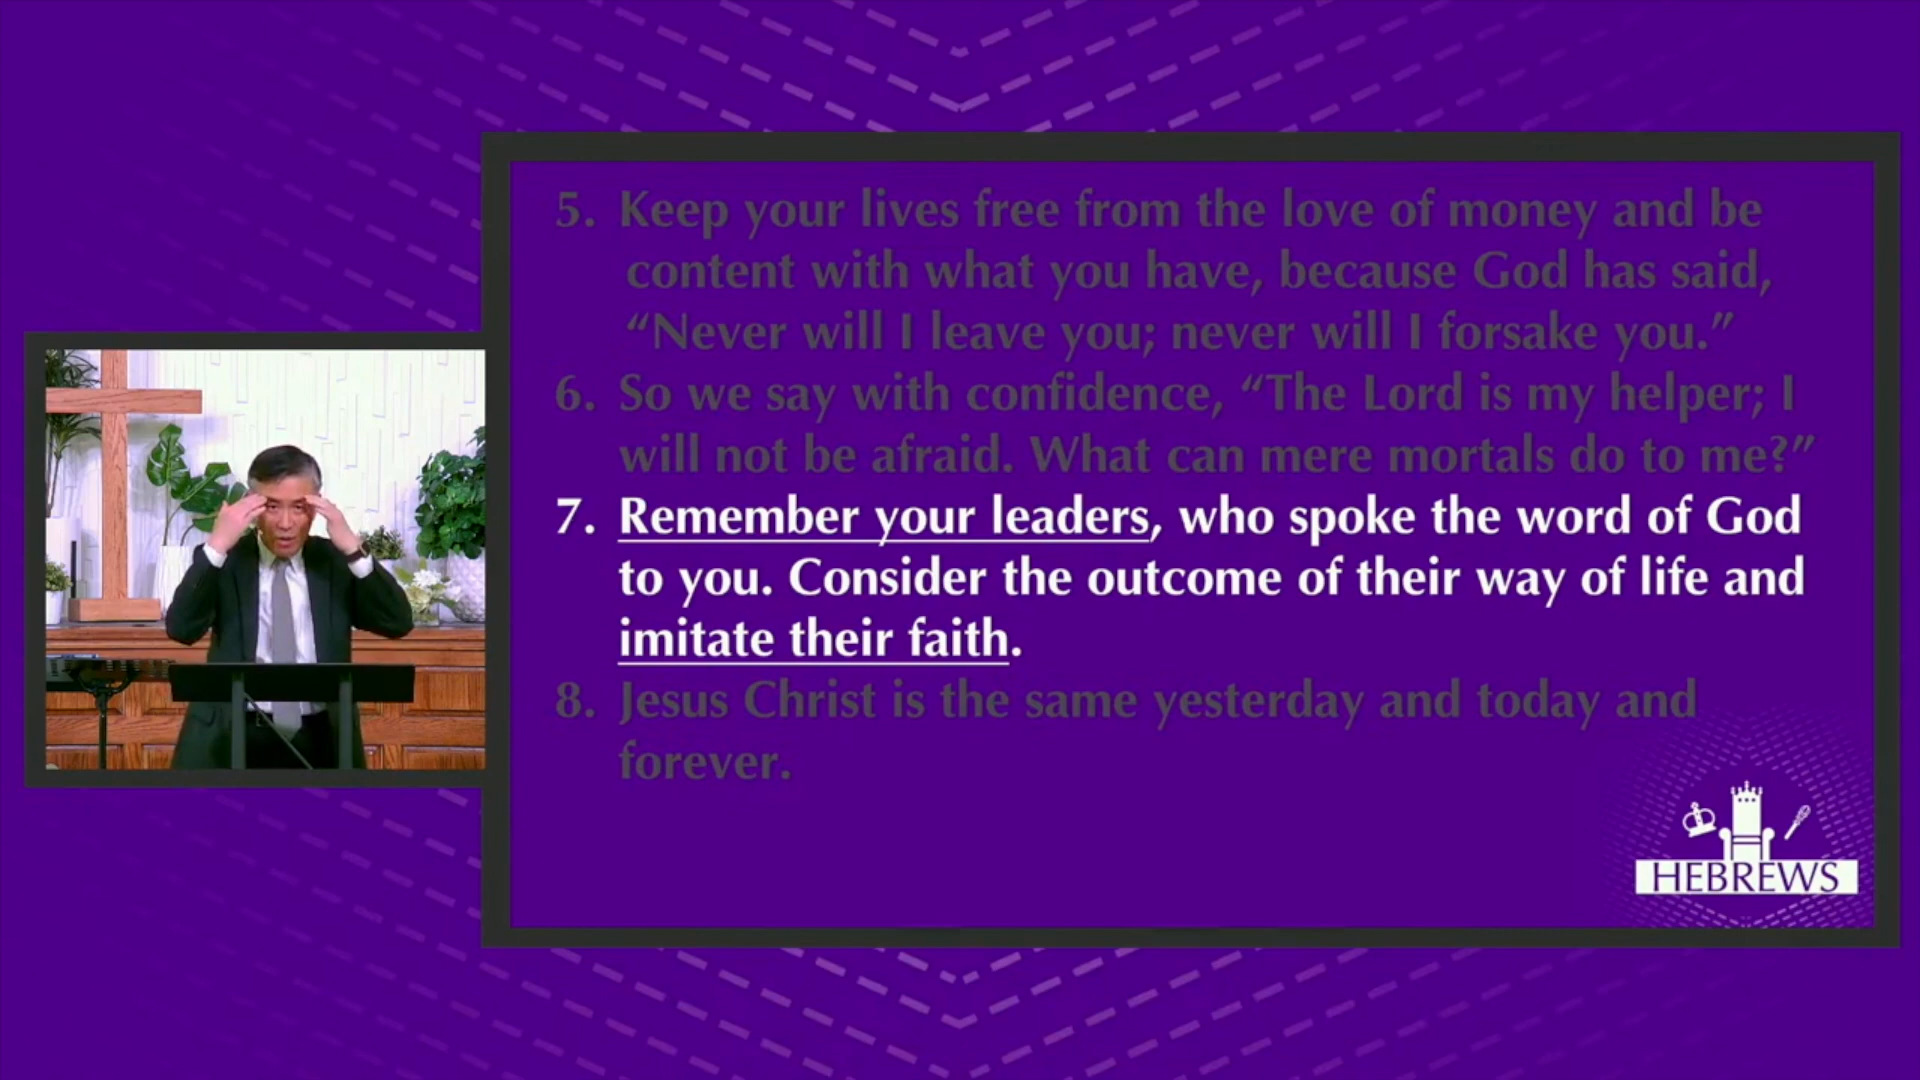 5. Keep your lives free from the love of money and be
content with what you have, because God has said,
“Never will I leave you; never will I forsake you.”
6. So we say with confidence, “The Lord is my helper; I
will not be afraid. What can mere mortals do to me?”
7. Remember your leaders, who spoke the word of God
to you. Consider the outcome of their way of life and
imitate their faith.
8. Jesus Christ is the same yesterday and today and
forever.
HEBREWS